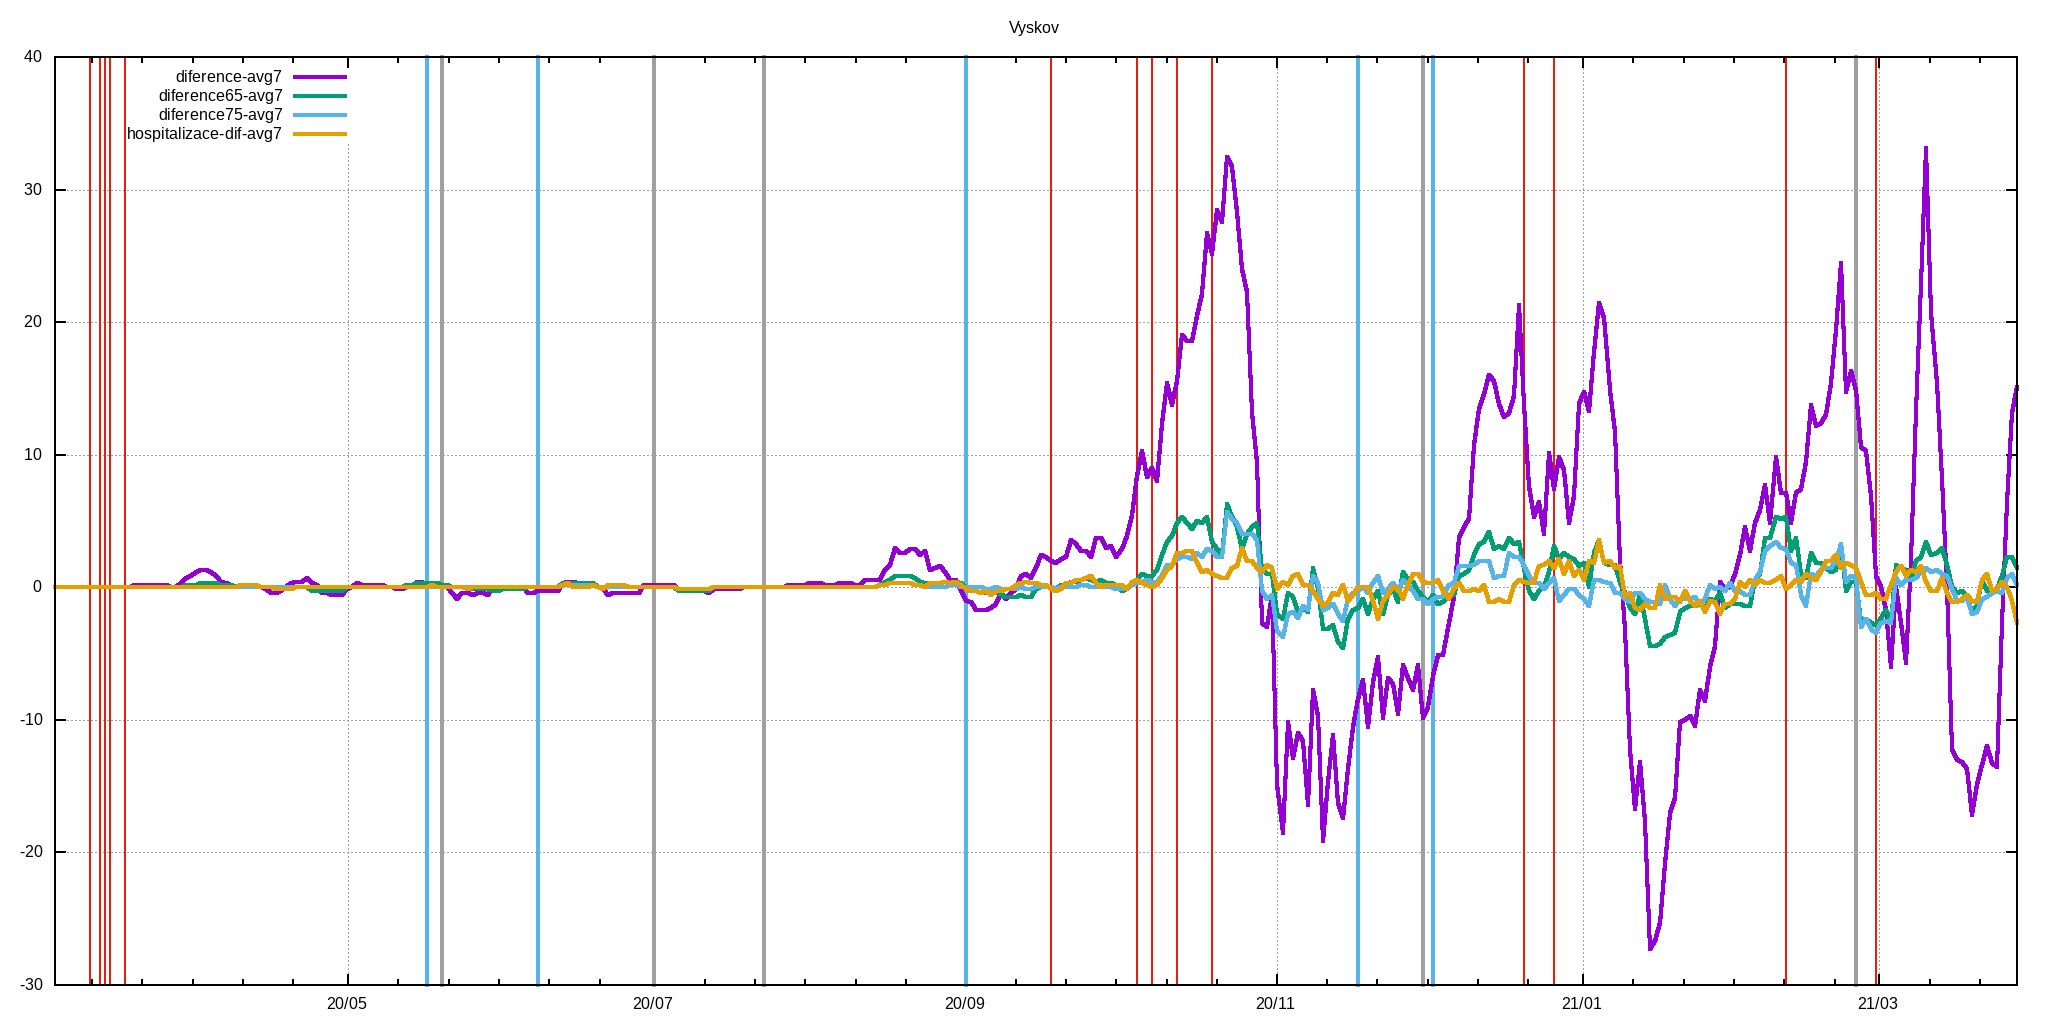 Vyskov
40
30
20
10
0
-10
-20
-30
diference-avg7
diference65-avg7
diference75-avg7
hospitalizace-dif-avg7
20/05
20/07
20/09
20/11
21/01
21/03